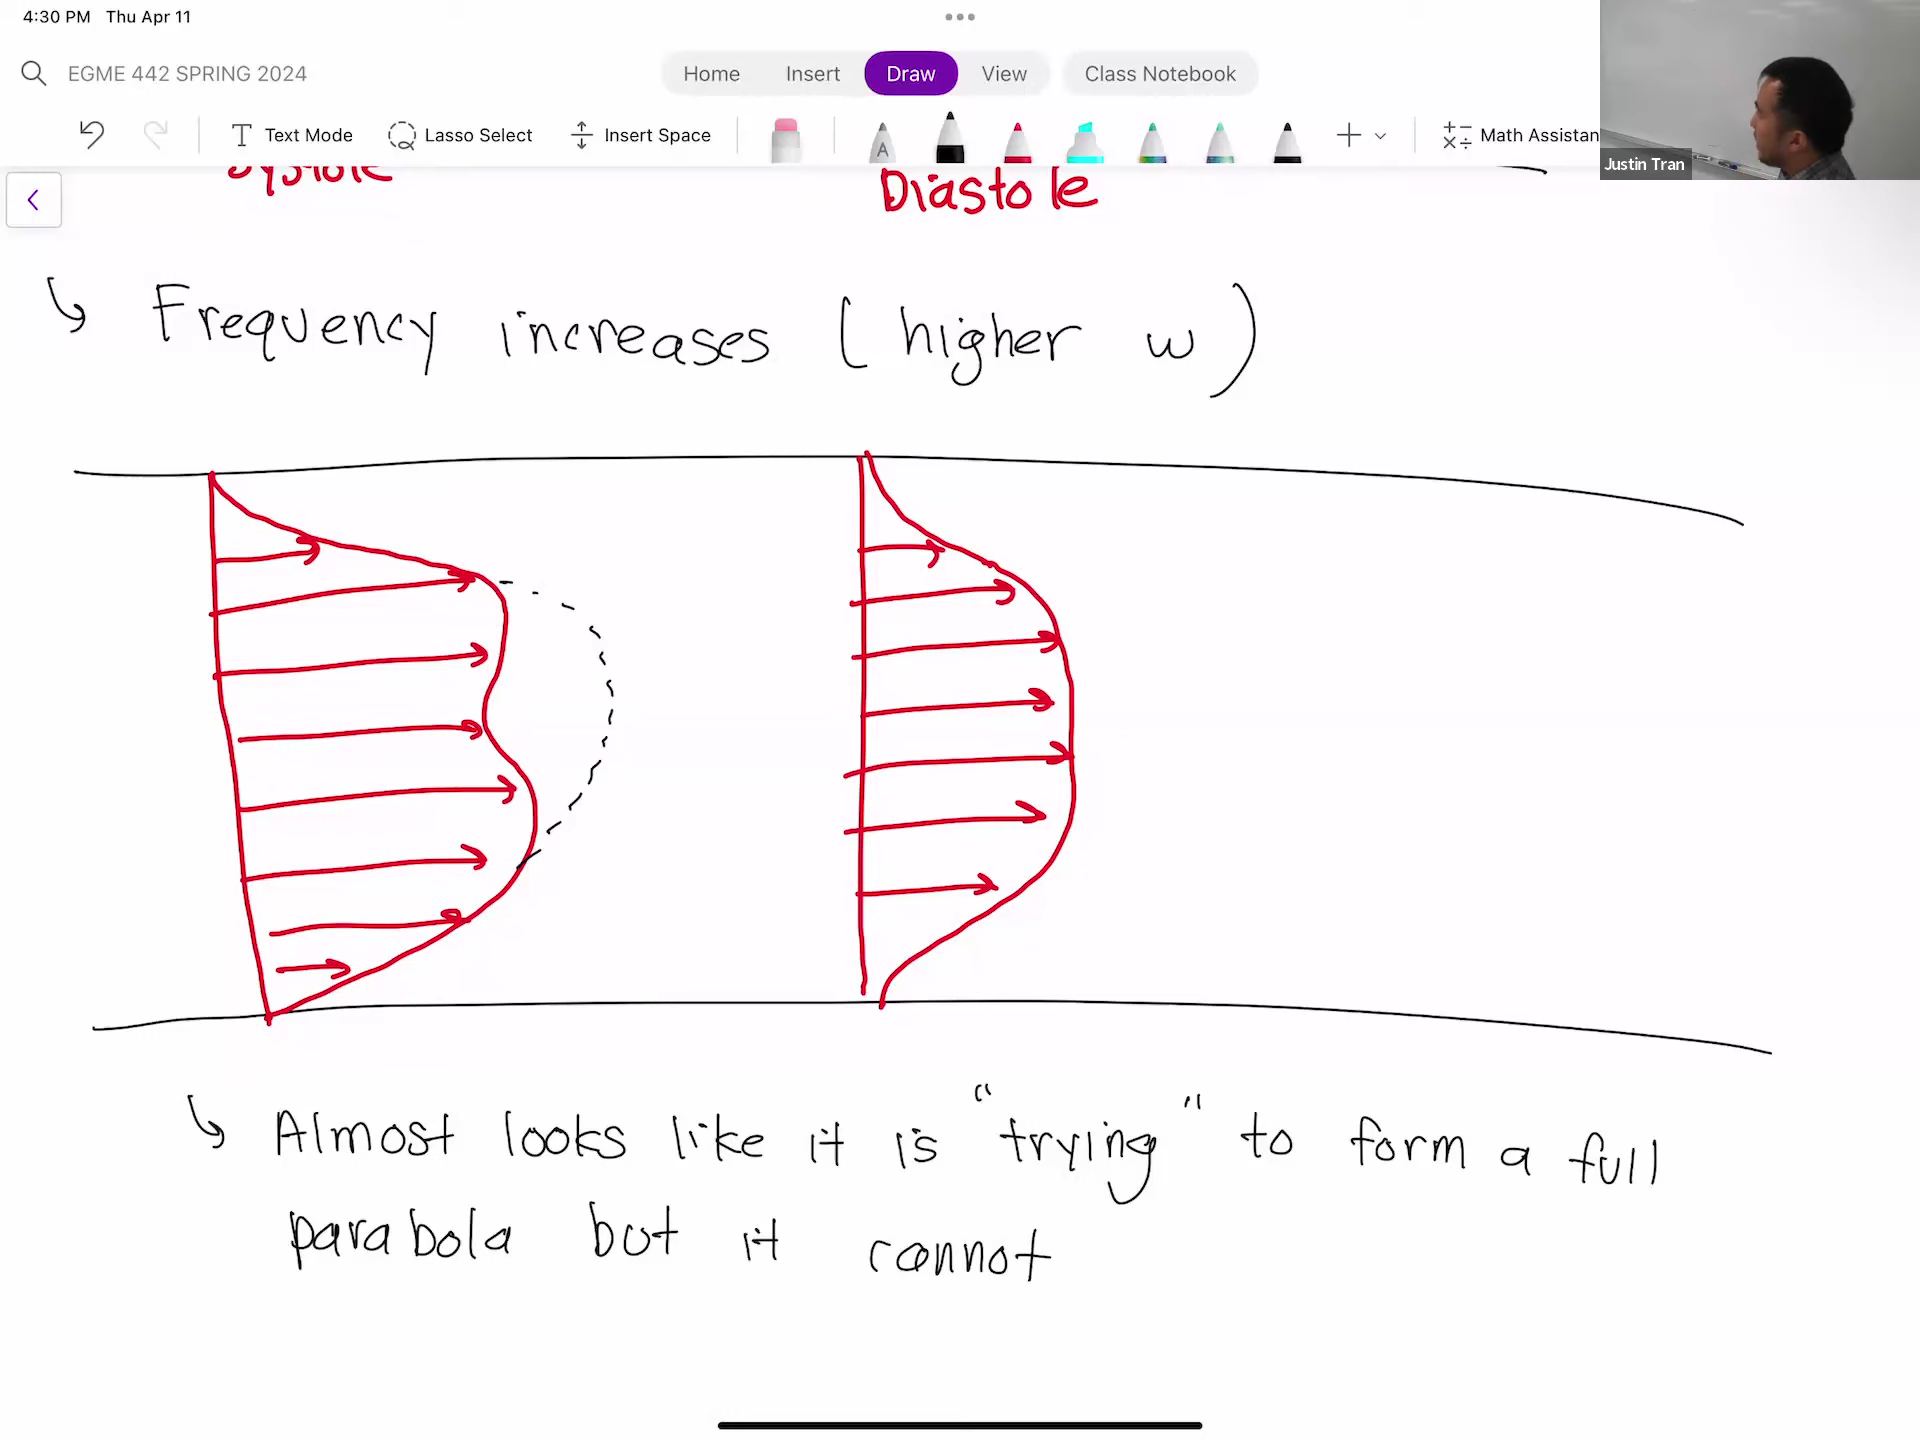 4:30 PM Thu Apr 11
EGME 442 SPRING 2024
Home Insert Draw View Class Notebook
Text Mode Lasso Select Insert Space A Math Assistan
Justin Tran
Systole Diastole
↳ Frequency increases (higher w)
↳ Almost looks like it is "trying" to form a full
parabola but it cannot